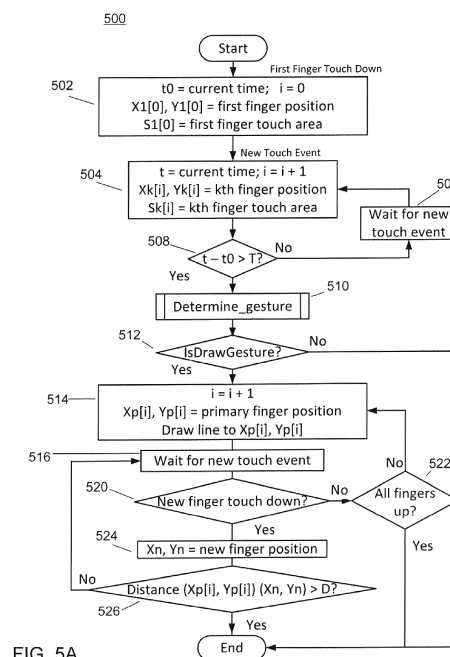 500
Start
First Finger Touch Down
502
t0 = current time; i = 0
X1[0], Y1[0] = first finger position
S1[0] = first finger touch area
New Touch Event
504
t = current time; i = i + 1
Xk[i], Yk[i] = kth finger position
Sk[i] = kth finger touch area
50
Wait for new
touch event
508
t – t0 > T?
No
Yes
Determine_gesture
510
512
IsDrawGesture?
No
Yes
514
i = i + 1
Xp[i], Yp[i] = primary finger position
Draw line to Xp[i], Yp[i]
516
Wait for new touch event
No
522
520
New finger touch down?
No
All fingers
up?
Yes
Yes
524
Xn, Yn = new finger position
No
Distance (Xp[i], Yp[i]) (Xn, Yn) > D?
526
Yes
End
FIG. 5A